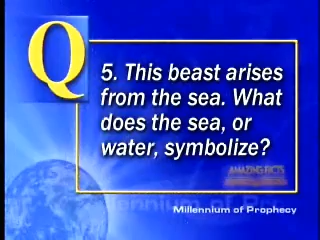 Q
5. This beast arises
from the sea. What
does the sea, or
water, symbolize?
AMAZING FACTS
Millennium of Prophecy